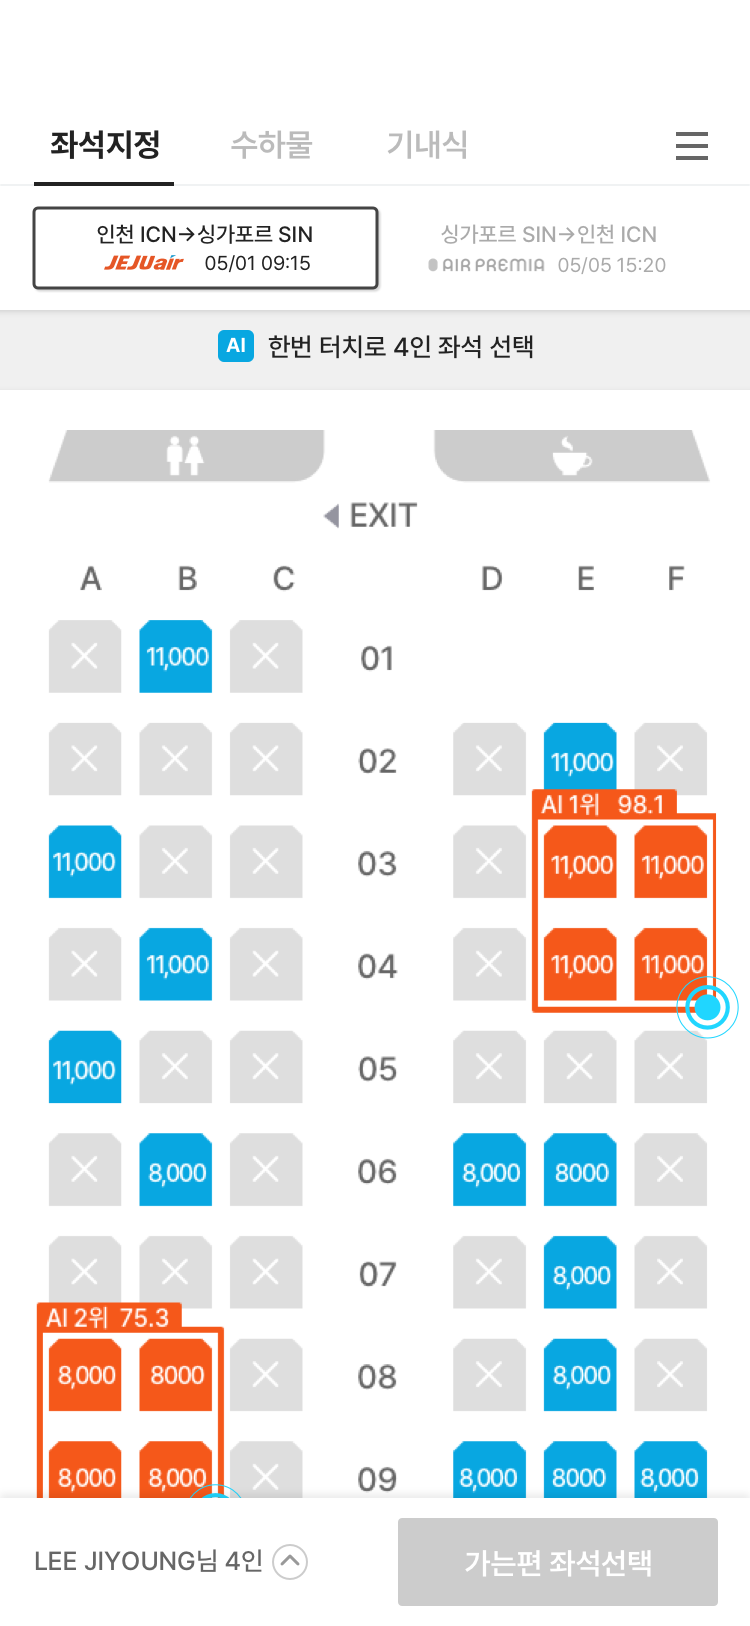 좌석지정 수하물 기내식
인천 ICN→싱가포르 SIN
JEJUair 05/01 09:15
싱가포르 SIN→인천 ICN
AIR PREMIA 05/05 15:20
AI 한번 터치로 4인 좌석 선택
EXIT
A B C D E F
11,000 01
02 11,000
AI 1위 98.1
11,000 03 11,000 11,000
11,000 04 11,000 11,000
11,000 05
8,000 06 8,000 8000
07 8,000
AI 2위 75.3
8,000 8000 08 8,000
8,000 8,000 09 8,000 8000 8,000
LEE JIYOUNG님 4인
가는편 좌석선택